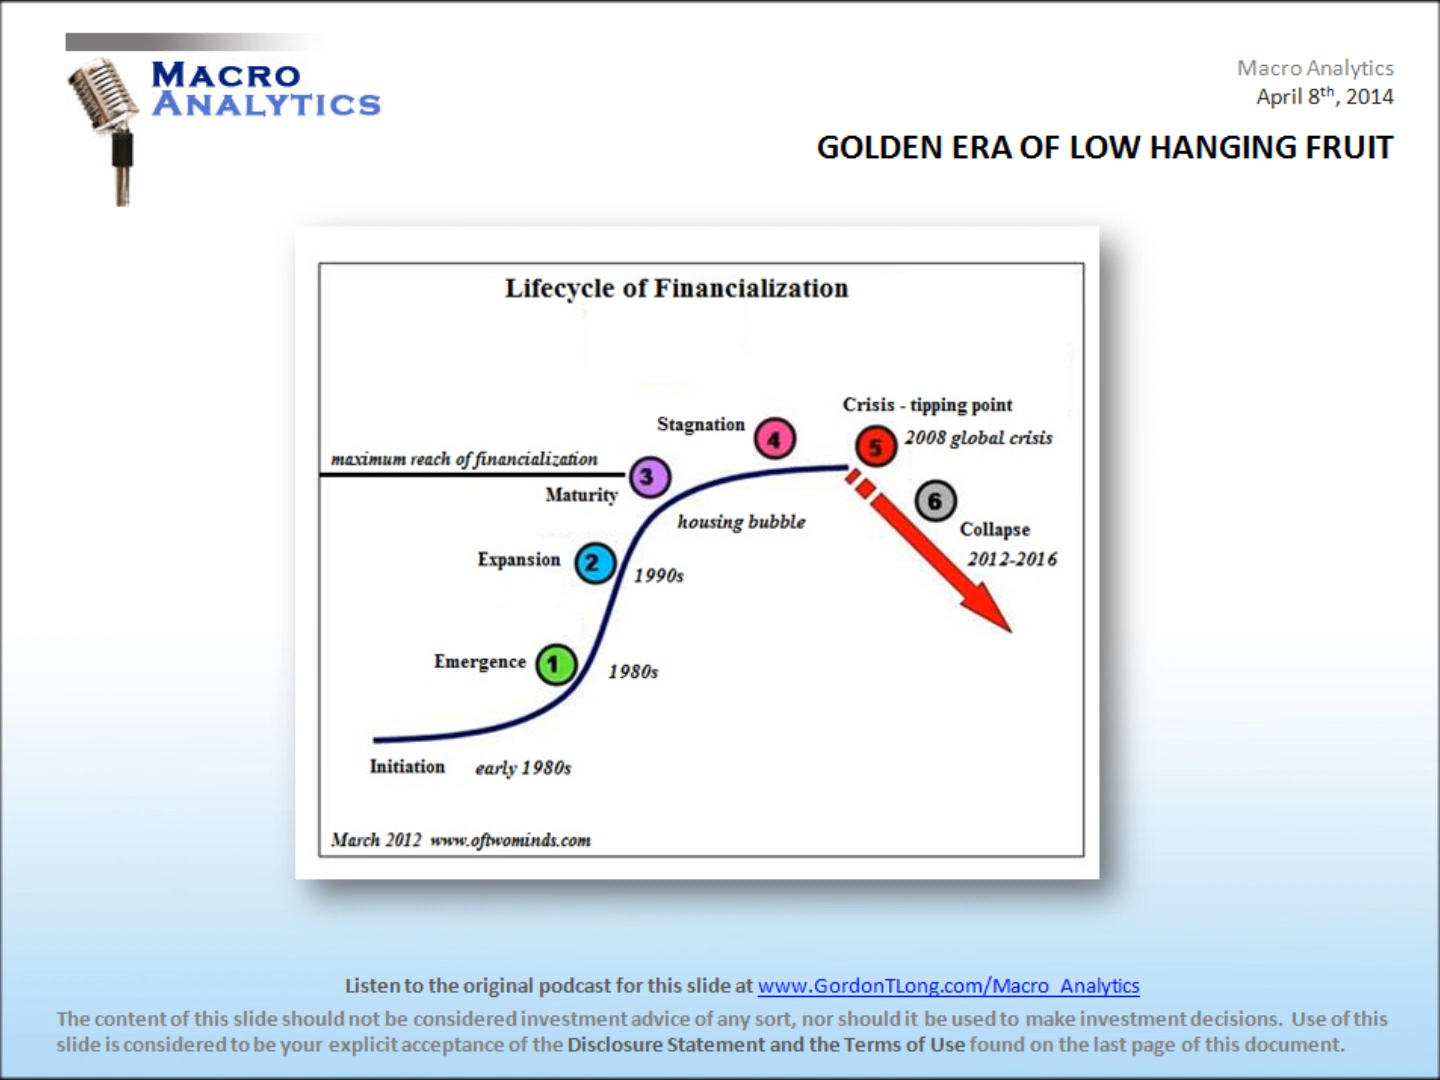 MACRO
ANALYTICS
Macro Analytics
April 8th, 2014
GOLDEN ERA OF LOW HANGING FRUIT
Lifecycle of Financialization
Crisis - tipping point
Stagnation
4
5
2008 global crisis
maximum reach of financialization
3
Maturity
6
housing bubble
Collapse
2012-2016
Expansion
2
1990s
Emergence
1
1980s
Initiation
early 1980s
March 2012 www.oftwominds.com
Listen to the original podcast for this slide at www.GordonTLong.com/Macro_Analytics
The content of this slide should not be considered investment advice of any sort, nor should it be used to make investment decisions. Use of this
slide is considered to be your explicit acceptance of the Disclosure Statement and the Terms of Use found on the last page of this document.